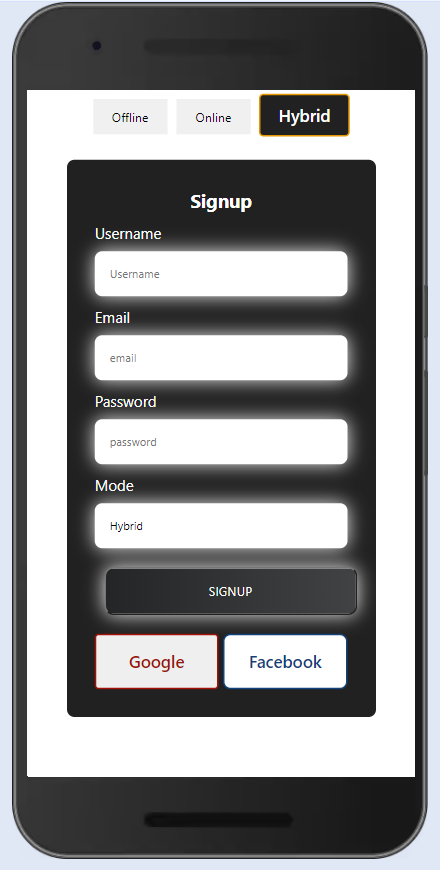 Offline Online Hybrid
Signup
Username
Username
Email
email
Password
password
Mode
Hybrid
SIGNUP
Google Facebook